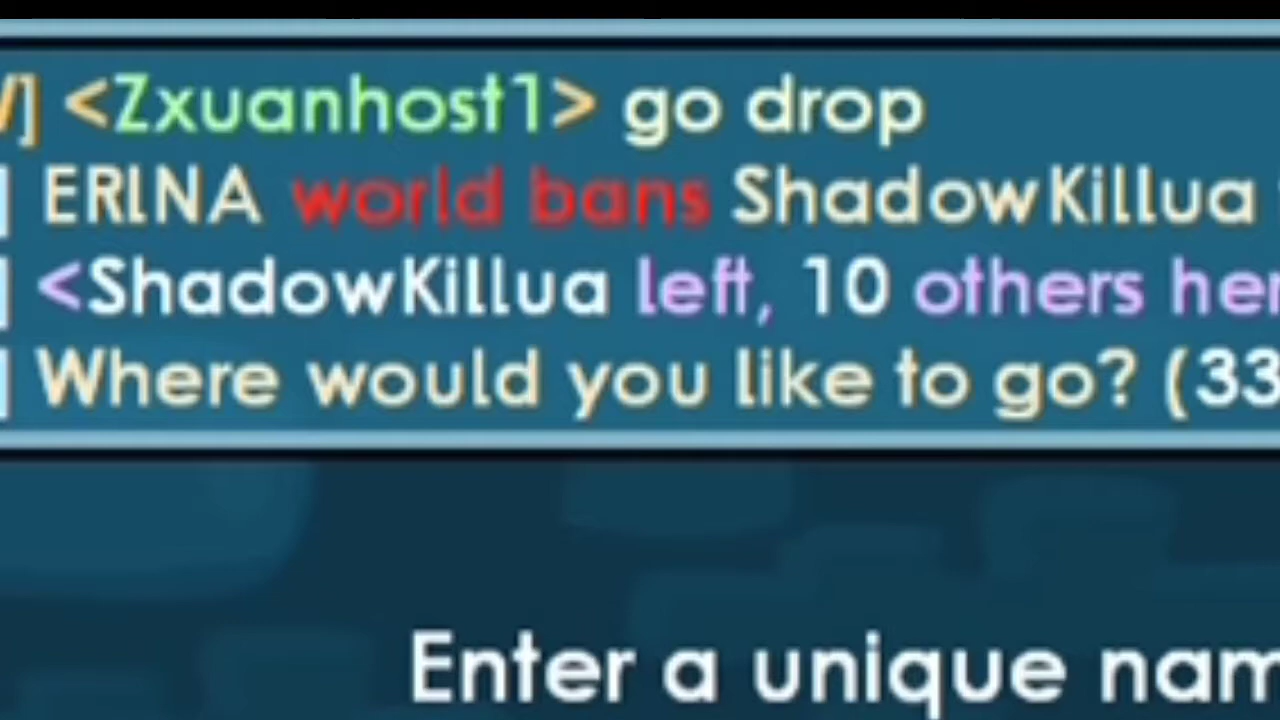 ] <Zxuanhost1> go drop
ERlNA world bans ShadowKillua
<ShadowKillua left, 10 others
Where would you like to go? (33
Enter a unique